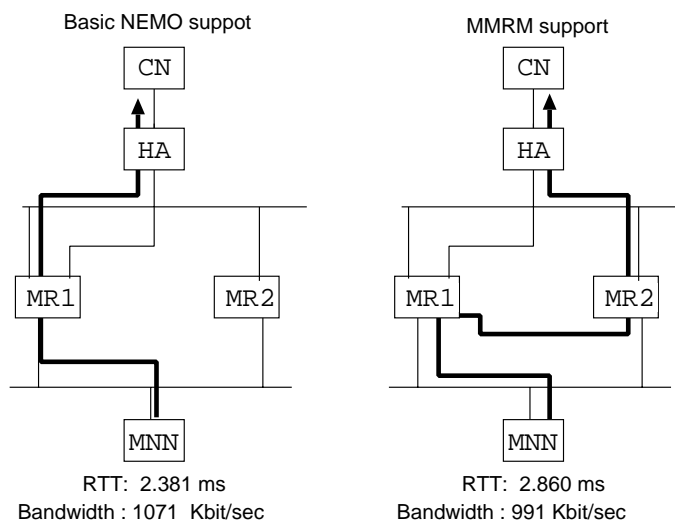 Basic NEMO suppot
CN
HA
MR1
MR2
MNN
RTT: 2.381 ms
Bandwidth : 1071 Kbit/sec
MMRM support
CN
HA
MR1
MR2
MNN
RTT: 2.860 ms
Bandwidth : 991 Kbit/sec